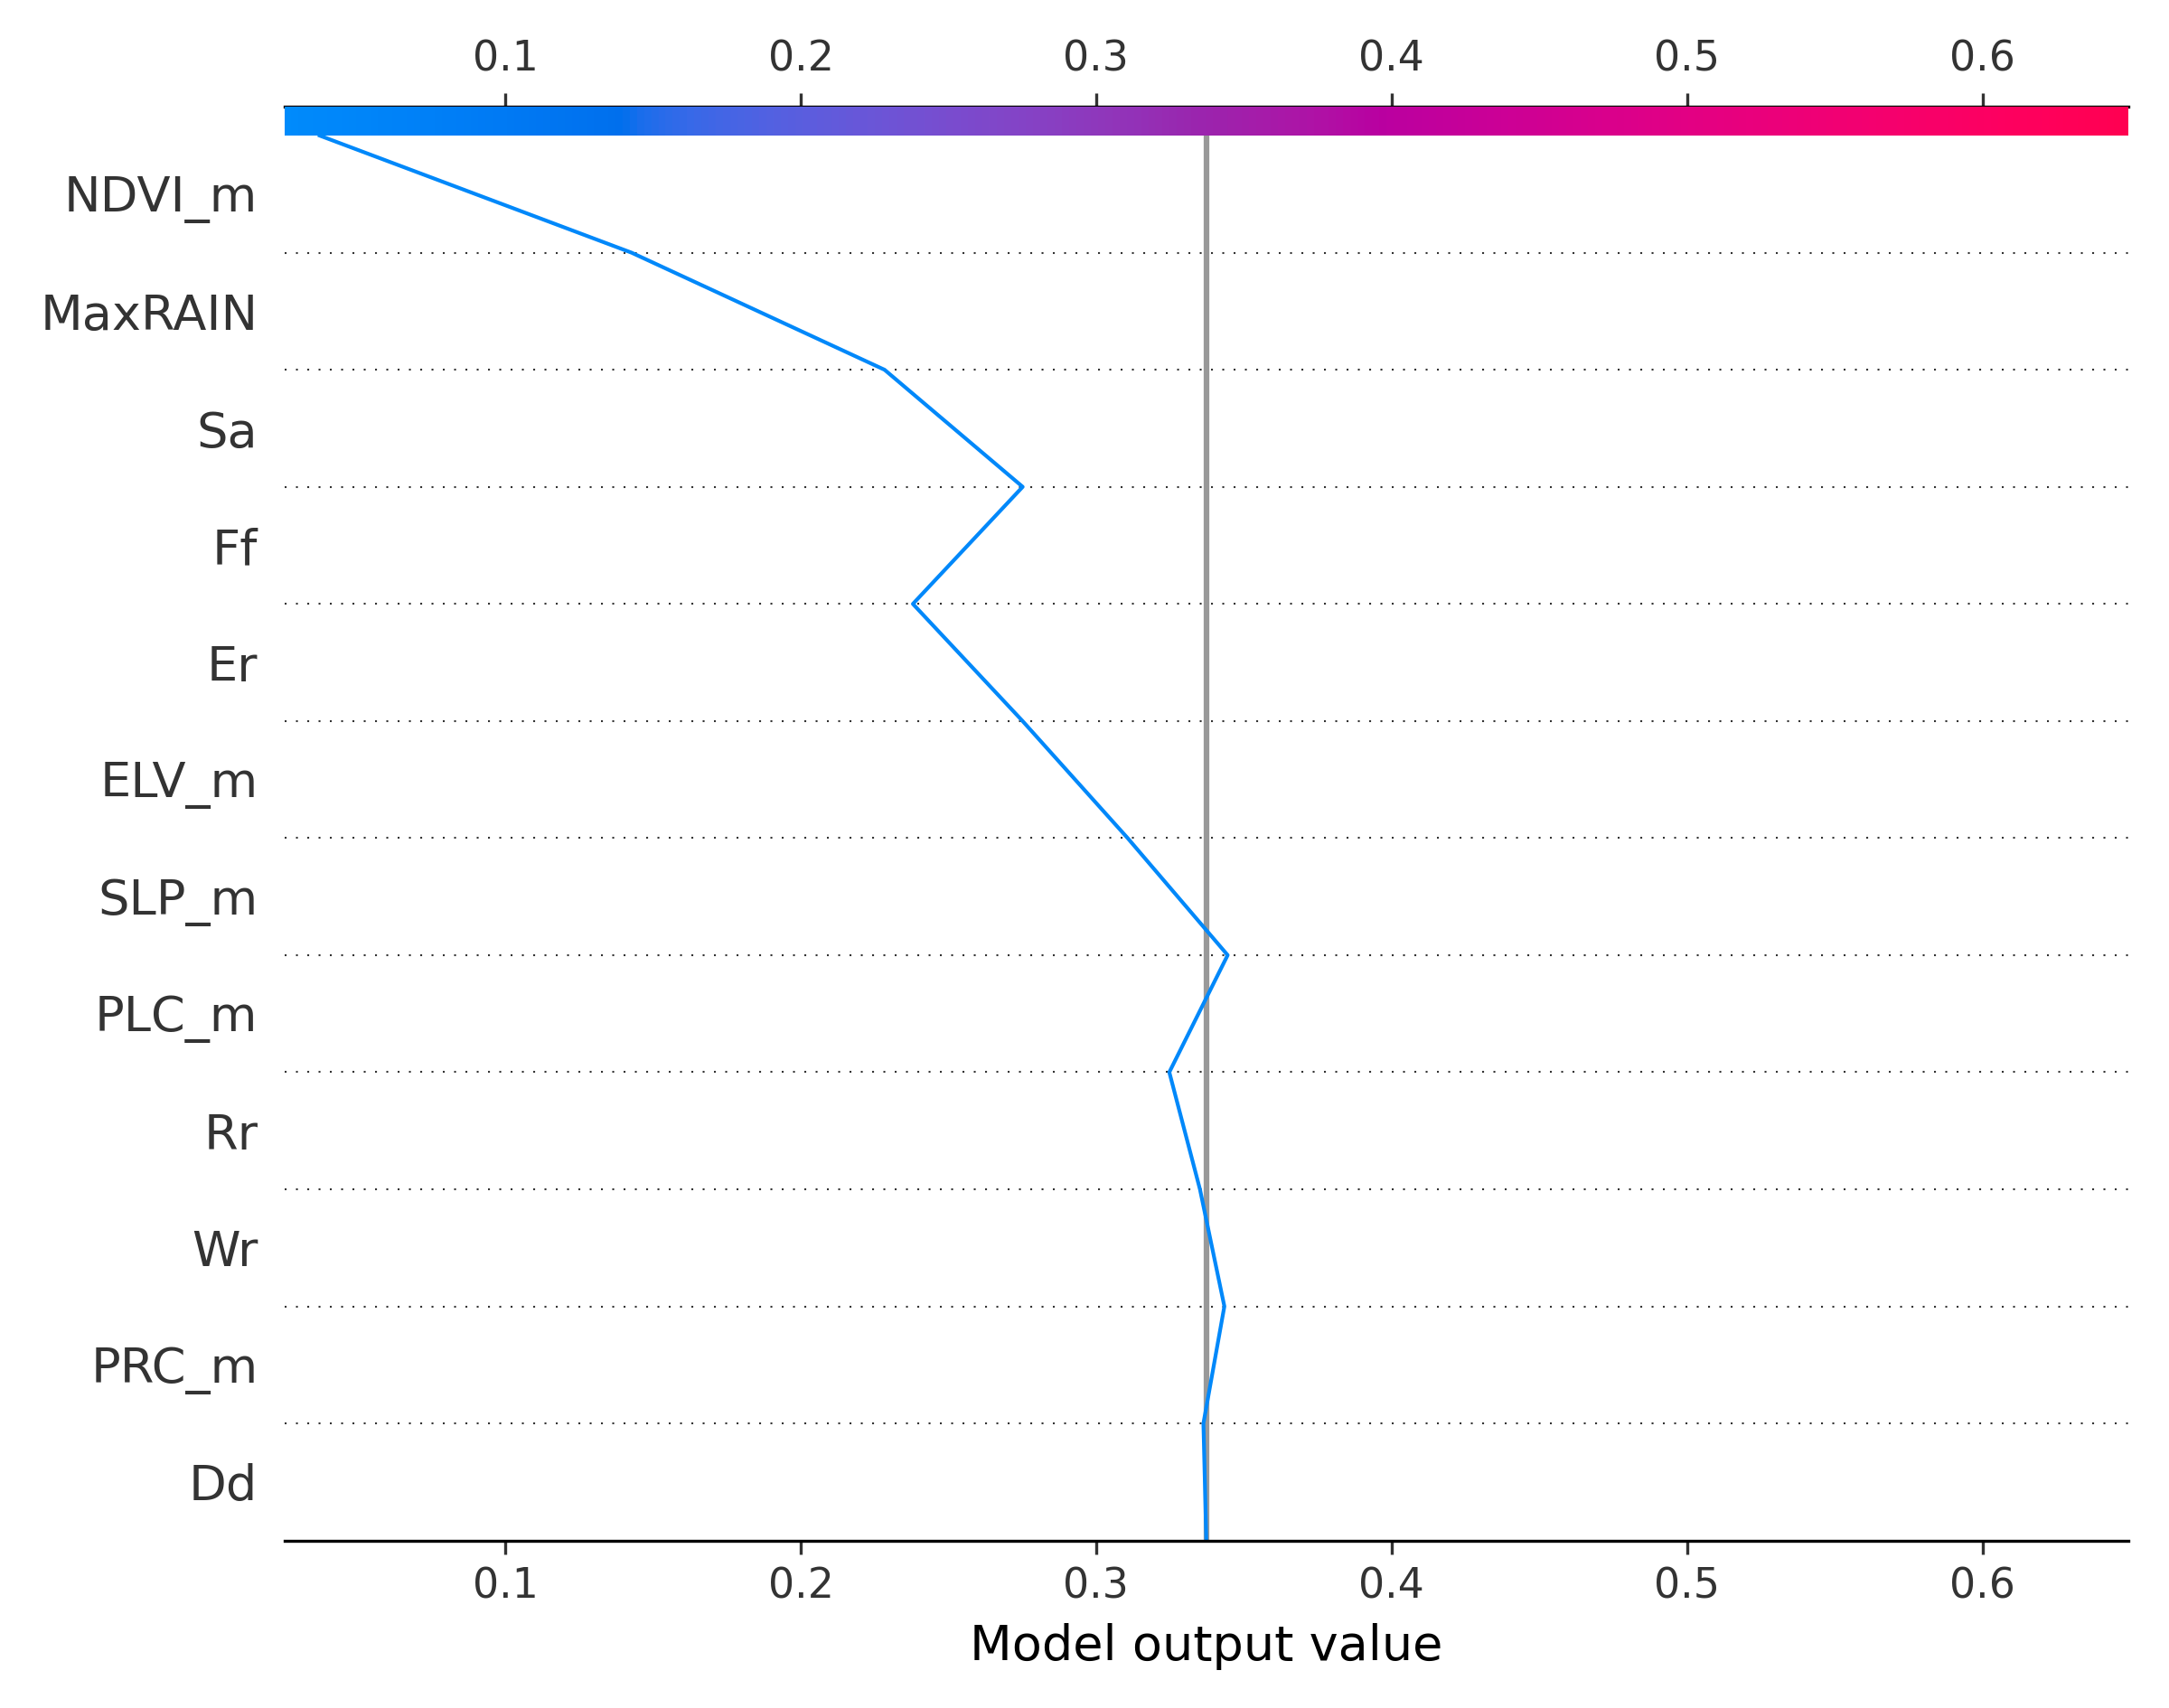 0.1 0.2 0.3 0.4 0.5 0.6
NDVI_m
MaxRAIN
Sa
Ff
Er
ELV_m
SLP_m
PLC_m
Rr
Wr
PRC_m
Dd
0.1 0.2 0.3 0.4 0.5 0.6
Model output value